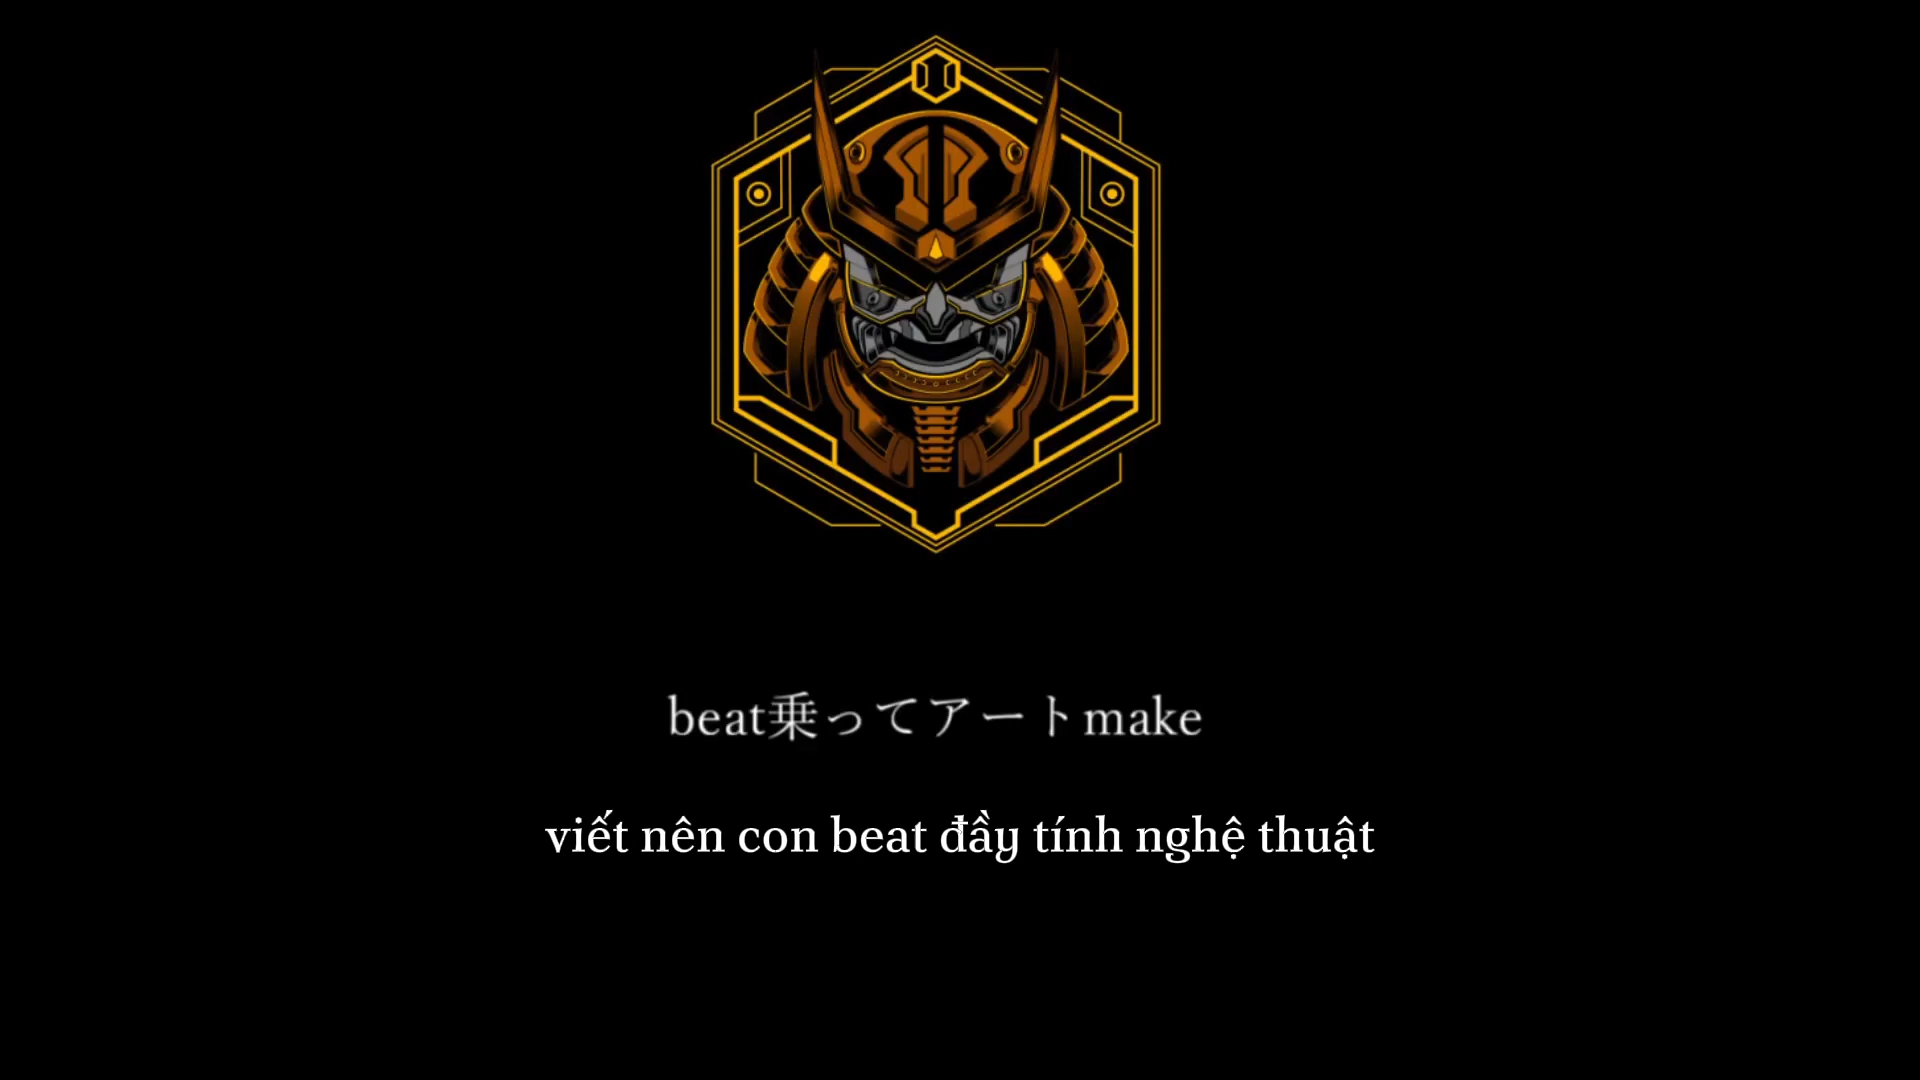 beat乗ってアートmake
viết nên con beat đầy tính nghệ thuật